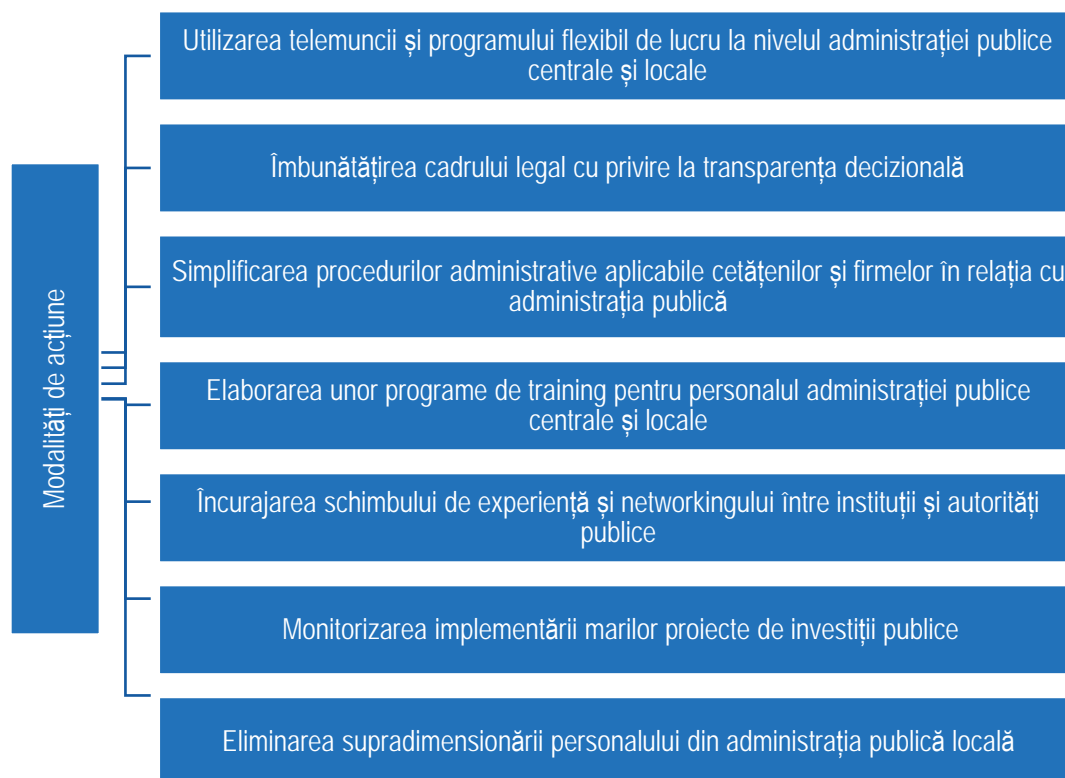 Utilizarea telemuncii și programului flexibil de lucru la nivelul administrației publice
centrale și locale
Îmbunătățirea cadrului legal cu privire la transparența decizională
Simplificarea procedurilor administrative aplicabile cetățenilor și firmelor în relația cu
administrația publică
Modalități de acțiune
Elaborarea unor programe de training pentru personalul administrației publice
centrale și locale
Încurajarea schimbului de experiență și networkingului între instituții și autorități
publice
Monitorizarea implementării marilor proiecte de investiții publice
Eliminarea supradimensionării personalului din administrația publică locală